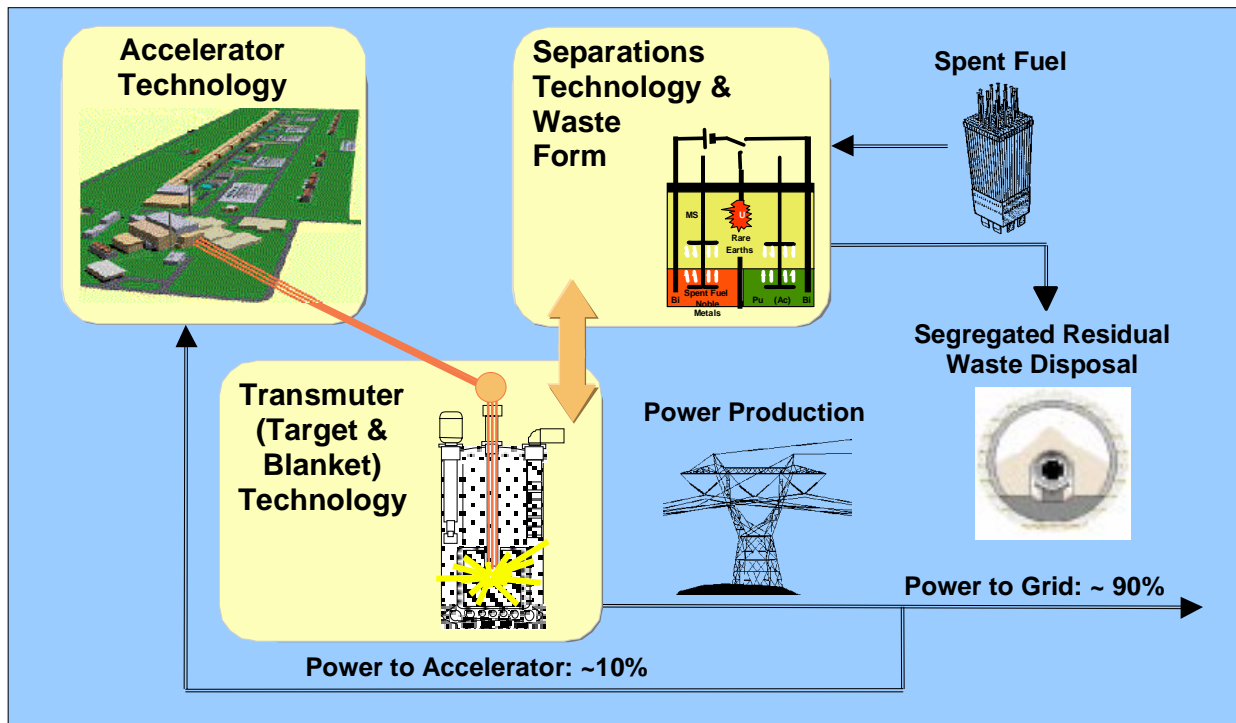 Accelerator
Technology
Separations
Technology &
Waste
Form
Spent Fuel
MS
U
Rare
Earths
Bi
Spent Fuel
Noble
Metals
Pu (Ac) Bi
Segregated Residual
Waste Disposal
Transmuter
(Target &
Blanket)
Technology
Power Production
Power to Grid: ~ 90%
Power to Accelerator: ~10%